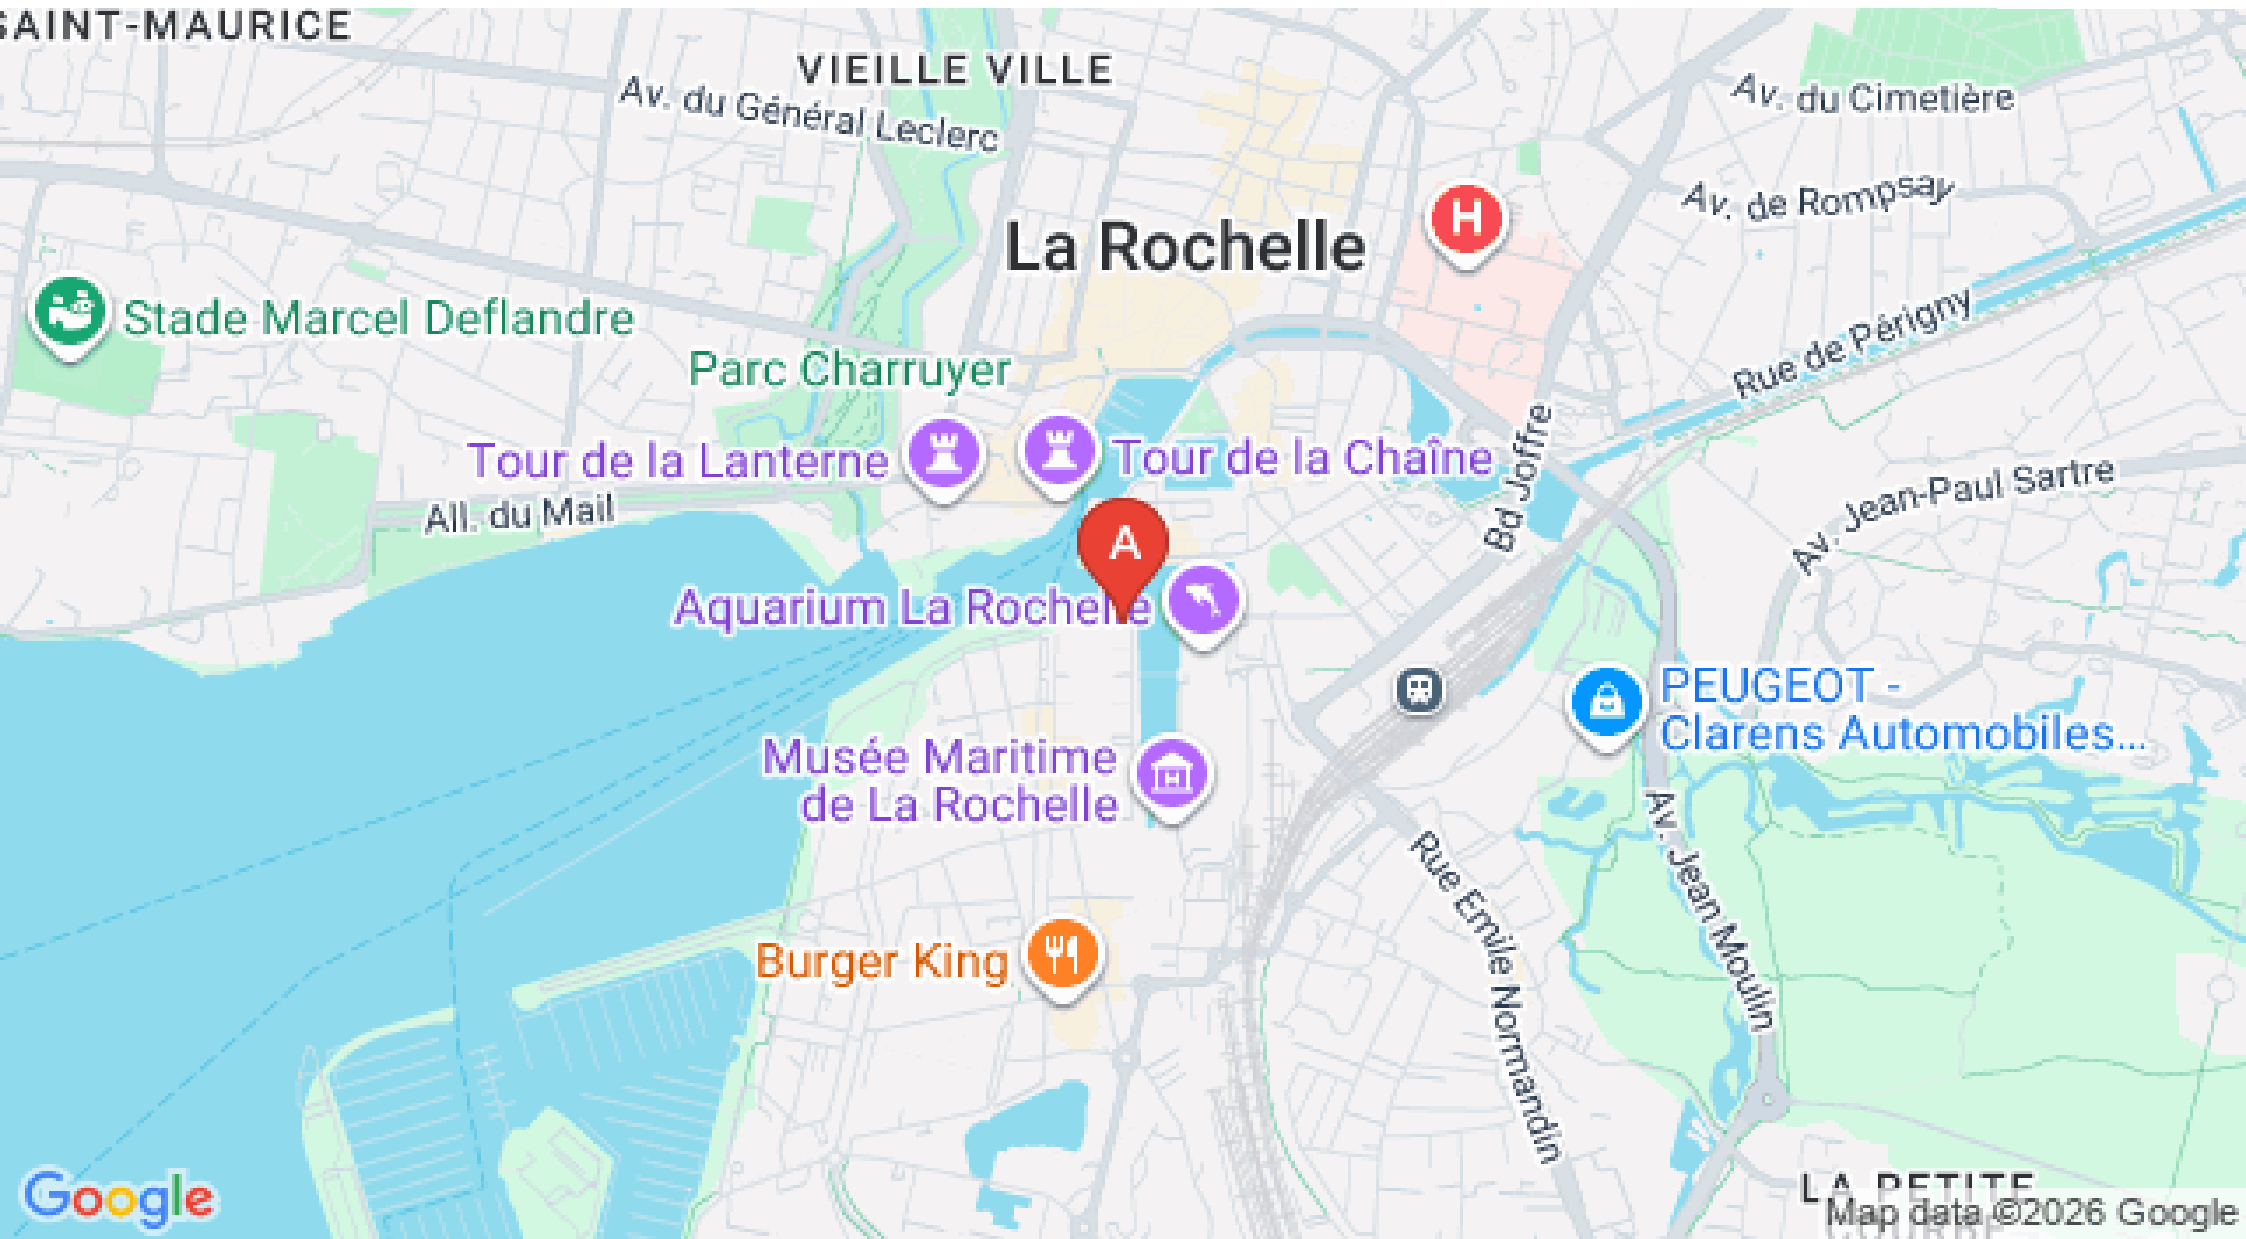 SAINT-MAURICE
VIEILLE VILLE
Av. du Général Leclerc
Av. du Cimetière
Av. de Rompsay
La Rochelle
H
Stade Marcel Deflandre
Parc Charruyer
Rue de Périgny
Tour de la Lanterne
Tour de la Chaîne
Bd Joffre
Av. Jean-Paul Sartre
All. du Mail
A
Aquarium La Rochelle
PEUGEOT -
Clarens Automobiles...
Musée Maritime
de La Rochelle
Av. Jean Moulin
Rue Emile Normandin
Burger King
Google
LA PETITE
Map data ©2026 Google